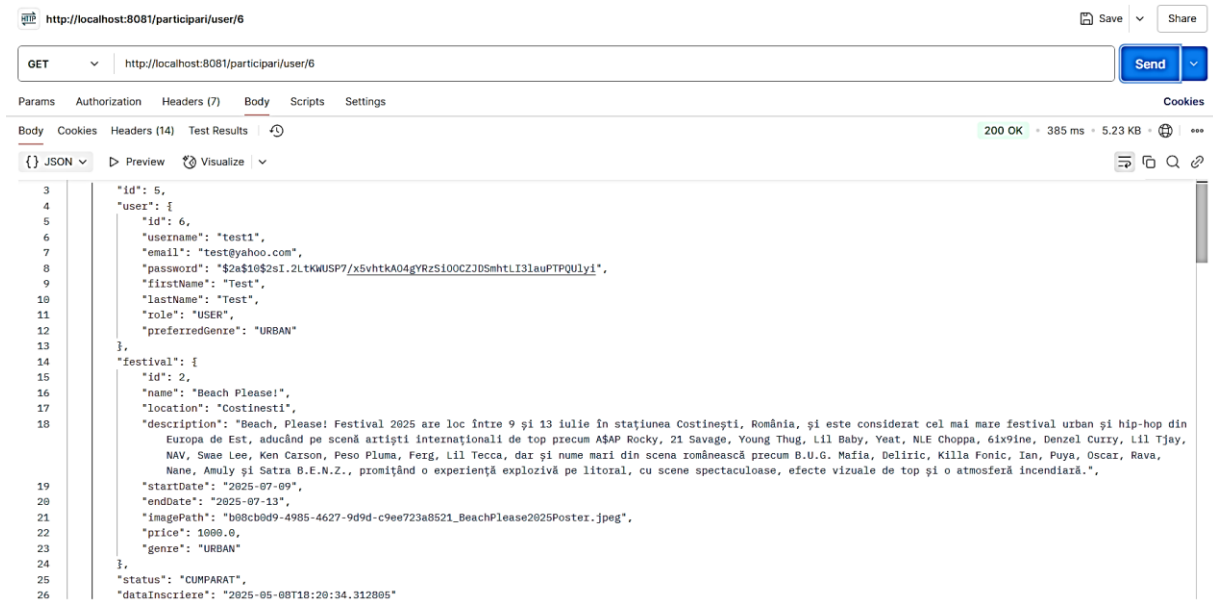 HTTP http://localhost:8081/participari/user/6 Save Share
GET http://localhost:8081/participari/user/6 Send
Params Authorization Headers (7) Body Scripts Settings Cookies
Body Cookies Headers (14) Test Results 200 OK • 385 ms • 5.23 KB •
{} JSON Preview Visualize
3 "id": 5,
4 "user": {
5 "id": 6,
6 "username": "test1",
7 "email": "test@yahoo.com",
8 "password": "$2a$10$2sI.2LtKWUSP7/x5vhtkAO4gYRzSiOOCZJDSmhtLI3lauPTPQUlyi",
9 "firstName": "Test",
10 "lastName": "Test",
11 "role": "USER",
12 "preferredGenre": "URBAN"
13 },
14 "festival": {
15 "id": 2,
16 "name": "Beach Please!",
17 "location": "Costinesti",
18 "description": "Beach, Please! Festival 2025 are loc între 9 și 13 iulie în stațiunea Costinești, România, și este considerat cel mai mare festival urban și hip-hop din
Europa de Est, aducând pe scenă artiști internaționali de top precum A$AP Rocky, 21 Savage, Young Thug, Lil Baby, Yeat, NLE Choppa, 6ix9ine, Denzel Curry, Lil Tjay,
NAV, Swae Lee, Ken Carson, Peso Pluma, Ferg, Lil Tecca, dar și nume mari din scena românească precum B.U.G. Mafia, Deliric, Killa Fonic, Ian, Puya, Oscar, Rava,
Nane, Amuly și Satra B.E.N.Z., promițând o experiență explozivă pe litoral, cu scene spectaculoase, efecte vizuale de top și o atmosferă incendiară.",
19 "startDate": "2025-07-09",
20 "endDate": "2025-07-13",
21 "imagePath": "b08cb0d9-4985-4627-9d9d-c9ee723a8521_BeachPlease2025Poster.jpeg",
22 "price": 1000.0,
23 "genre": "URBAN"
24 },
25 "status": "CUMPARAT",
26 "dataInscriere": "2025-05-08T18:20:34.312805"